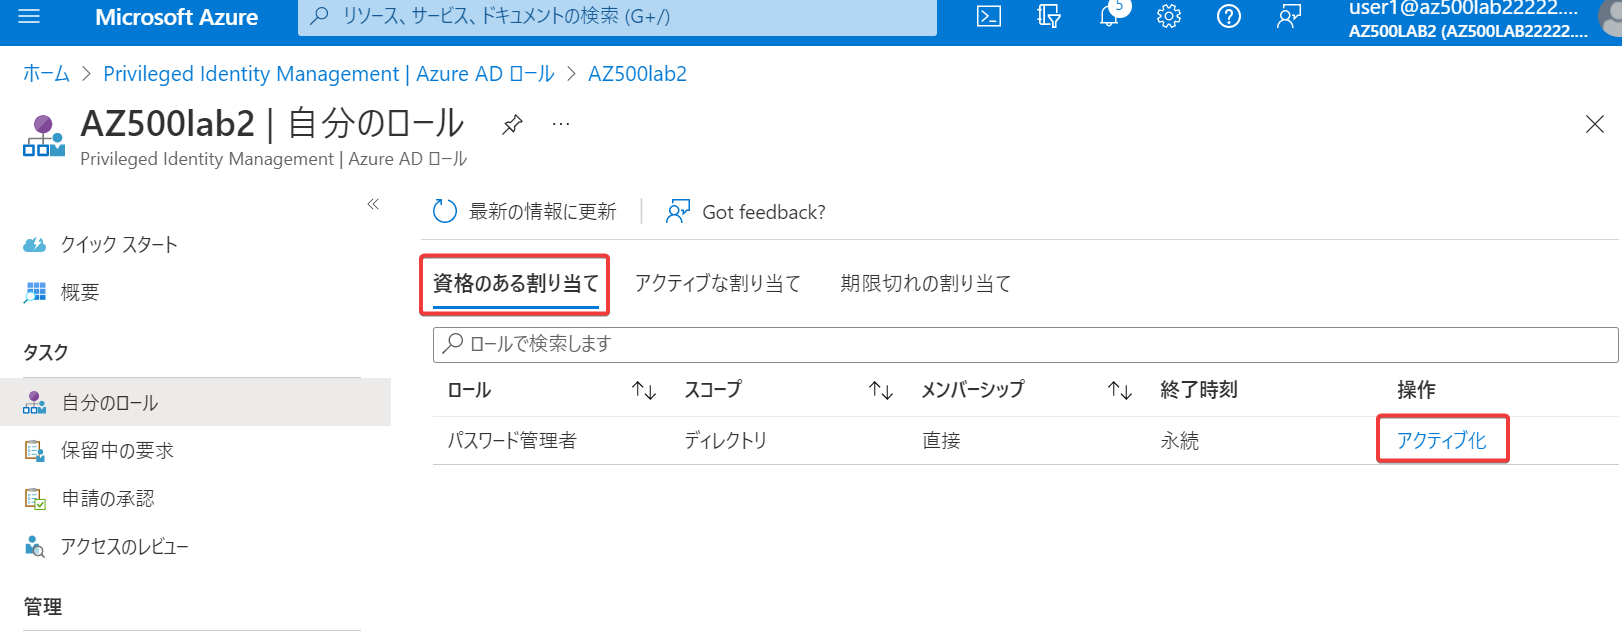 Microsoft Azure
リソース、サービス、ドキュメントの検索 (G+/)
5
user1@az500lab22222....
AZ500LAB2 (AZ500LAB22222....
ホーム > Privileged Identity Management | Azure AD ロール > AZ500lab2
AZ500lab2 | 自分のロール ...
Privileged Identity Management | Azure AD ロール
«
クイック スタート
概要
タスク
自分のロール
保留中の要求
申請の承認
アクセスのレビュー
管理
最新の情報に更新 Got feedback?
資格のある割り当て アクティブな割り当て 期限切れの割り当て
ロールで検索します
ロール スコープ メンバーシップ 終了時刻 操作
パスワード管理者 ディレクトリ 直接 永続 アクティブ化